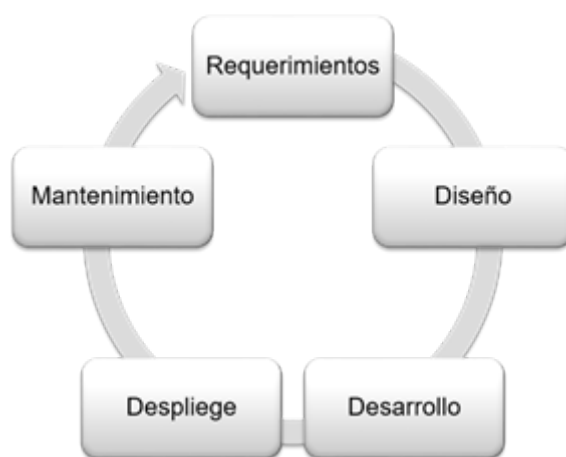 Requerimientos
Diseño
Desarrollo
Despliege
Mantenimiento